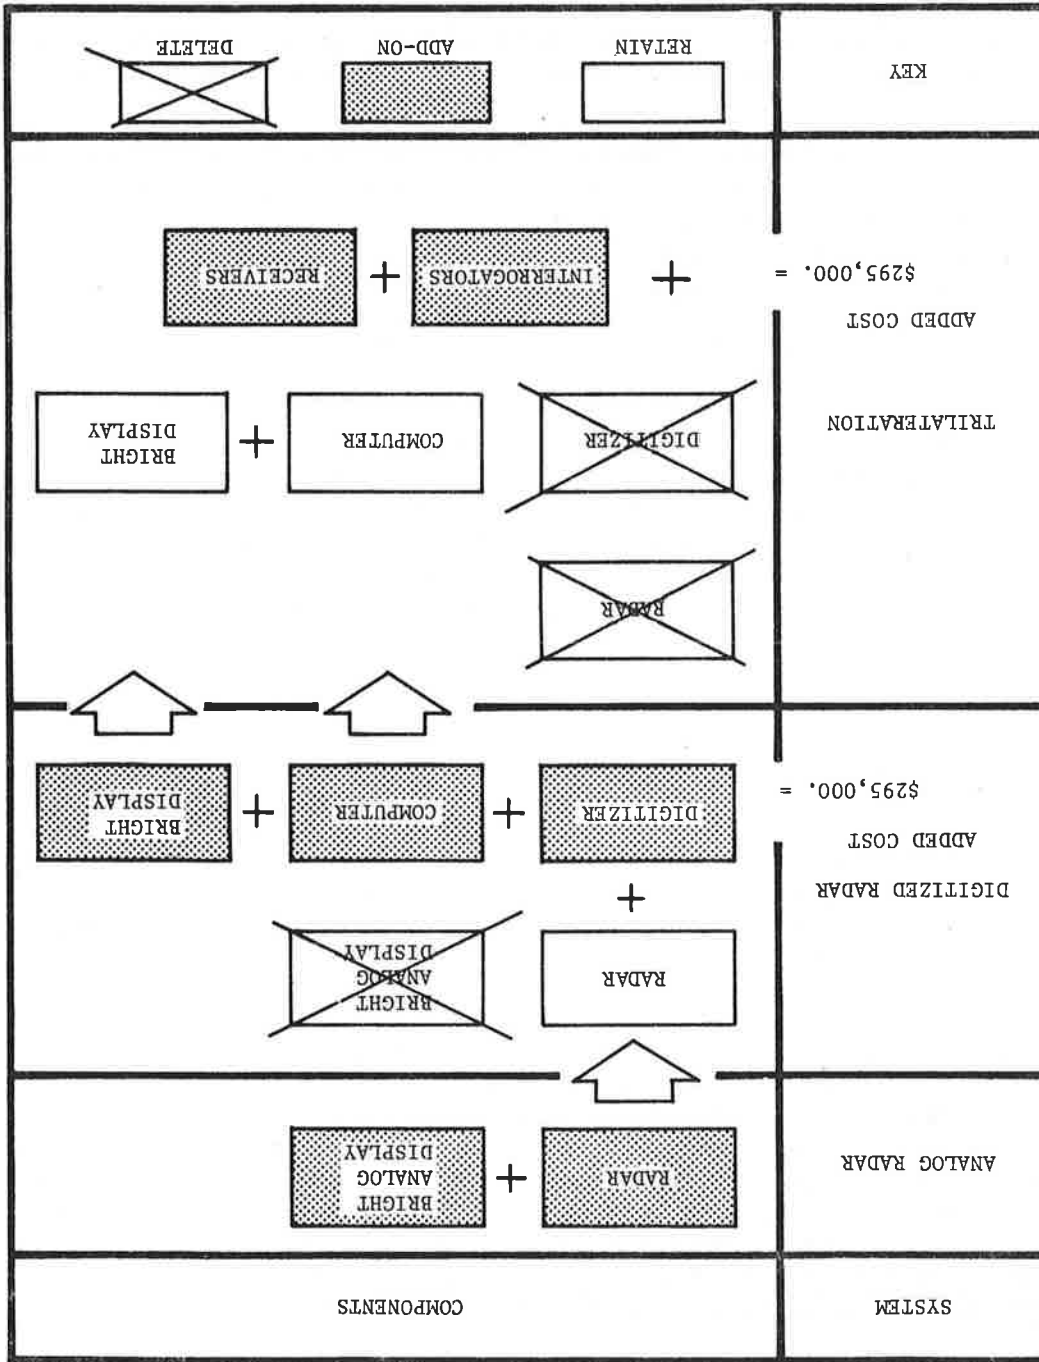 SYSTEM
COMPONENTS
ANALOG RADAR
RADAR
+
BRIGHT
ANALOG
DISPLAY
DIGITIZED RADAR
ADDED COST
$295,000. =
RADAR
BRIGHT
ANALOG
DISPLAY
+
DIGITIZER
+
COMPUTER
+
BRIGHT
DISPLAY
TRILATERATION
ADDED COST
$295,000. =
RADAR
DIGITIZER
COMPUTER
+
BRIGHT
DISPLAY
+
INTERROGATORS
+
RECEIVERS
KEY
RETAIN
ADD-ON
DELETE